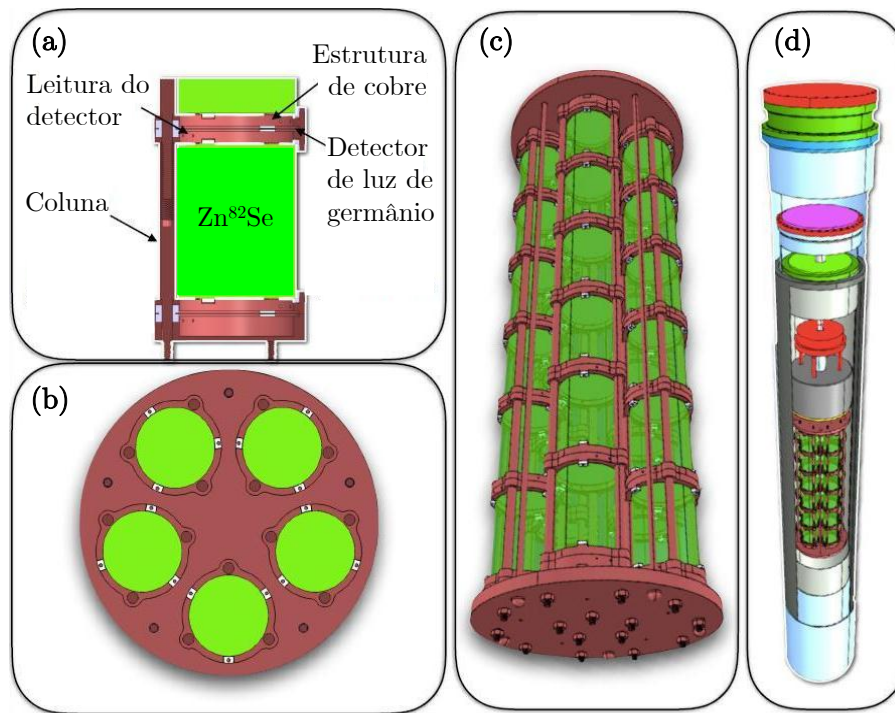 (a)
Leitura do
detector
Estrutura
de cobre
Detector
de luz de
germânio
Coluna
Zn⁸²Se
(b)
(c)
(d)